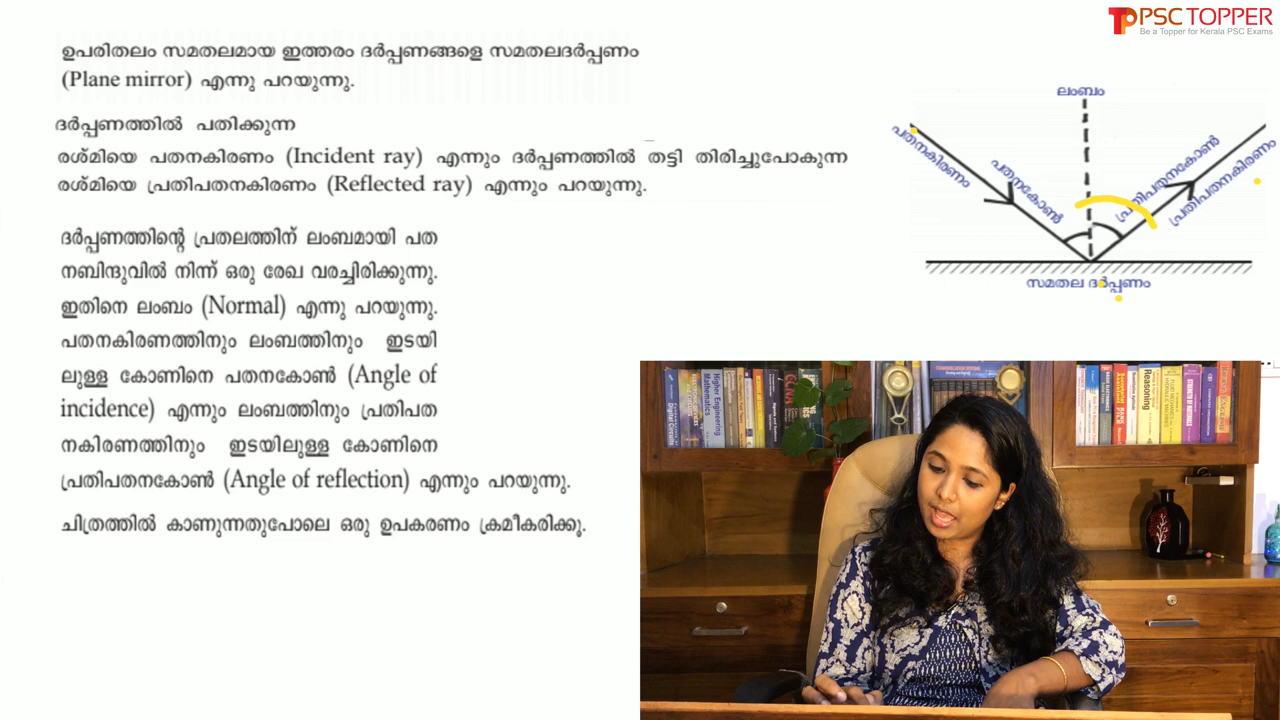 PSC TOPPER
Be a Topper for Kerala PSC Exams
ഉപരിതലം സമതലമായ ഇത്തരം ദർപ്പണങ്ങളെ സമതലദർപ്പണം
(Plane mirror) എന്നു പറയുന്നു.
ദർപ്പണത്തിൽ പതിക്കുന്ന
രശ്മിയെ പതനകിരണം (Incident ray) എന്നും ദർപ്പണത്തിൽ തട്ടി തിരിച്ചുപോകുന്ന
രശ്മിയെ പ്രതിപതനകിരണം (Reflected ray) എന്നും പറയുന്നു.
ദർപ്പണത്തിന്റെ പ്രതലത്തിന് ലംബമായി പത
നബിന്ദുവിൽ നിന്ന് ഒരു രേഖ വരച്ചിരിക്കുന്നു.
ഇതിനെ ലംബം (Normal) എന്നു പറയുന്നു.
പതനകിരണത്തിനും ലംബത്തിനും ഇടയി
ലുള്ള കോണിനെ പതനകോൺ (Angle of
incidence) എന്നും ലംബത്തിനും പ്രതിപത
നകിരണത്തിനും ഇടയിലുള്ള കോണിനെ
പ്രതിപതനകോൺ (Angle of reflection) എന്നും പറയുന്നു.
ചിത്രത്തിൽ കാണുന്നതുപോലെ ഒരു ഉപകരണം ക്രമീകരിക്കൂ.
ലംബം
പതനകിരണം
പതനകോൺ
പ്രതിപതനകോൺ
പ്രതിപതനകിരണം
സമതല ദർപ്പണം
Higher Engineering
Mathematics
Reasoning